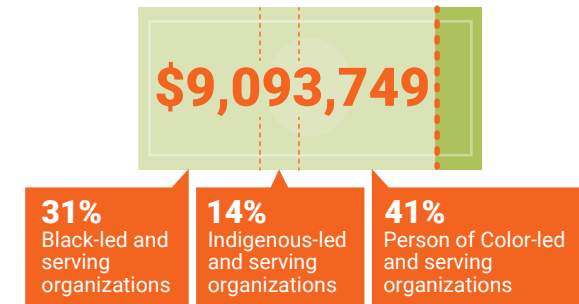 $9,093,749
31%
Black-led and
serving
organizations
14%
Indigenous-led
and serving
organizations
41%
Person of Color-led
and serving
organizations